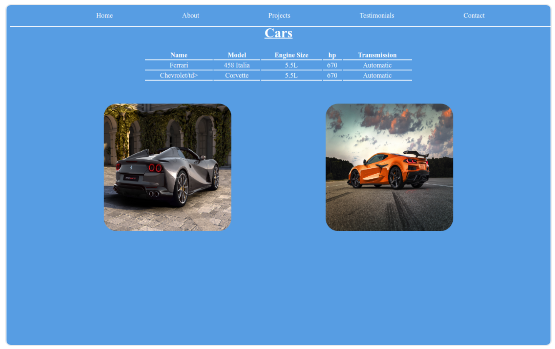 Home About Projects Testimonials Contact
Cars
Name Model Engine Size hp Transmission
Ferrari 458 Italia 5.5L 670 Automatic
Chevrolet/td> Corvette 5.5L 670 Automatic